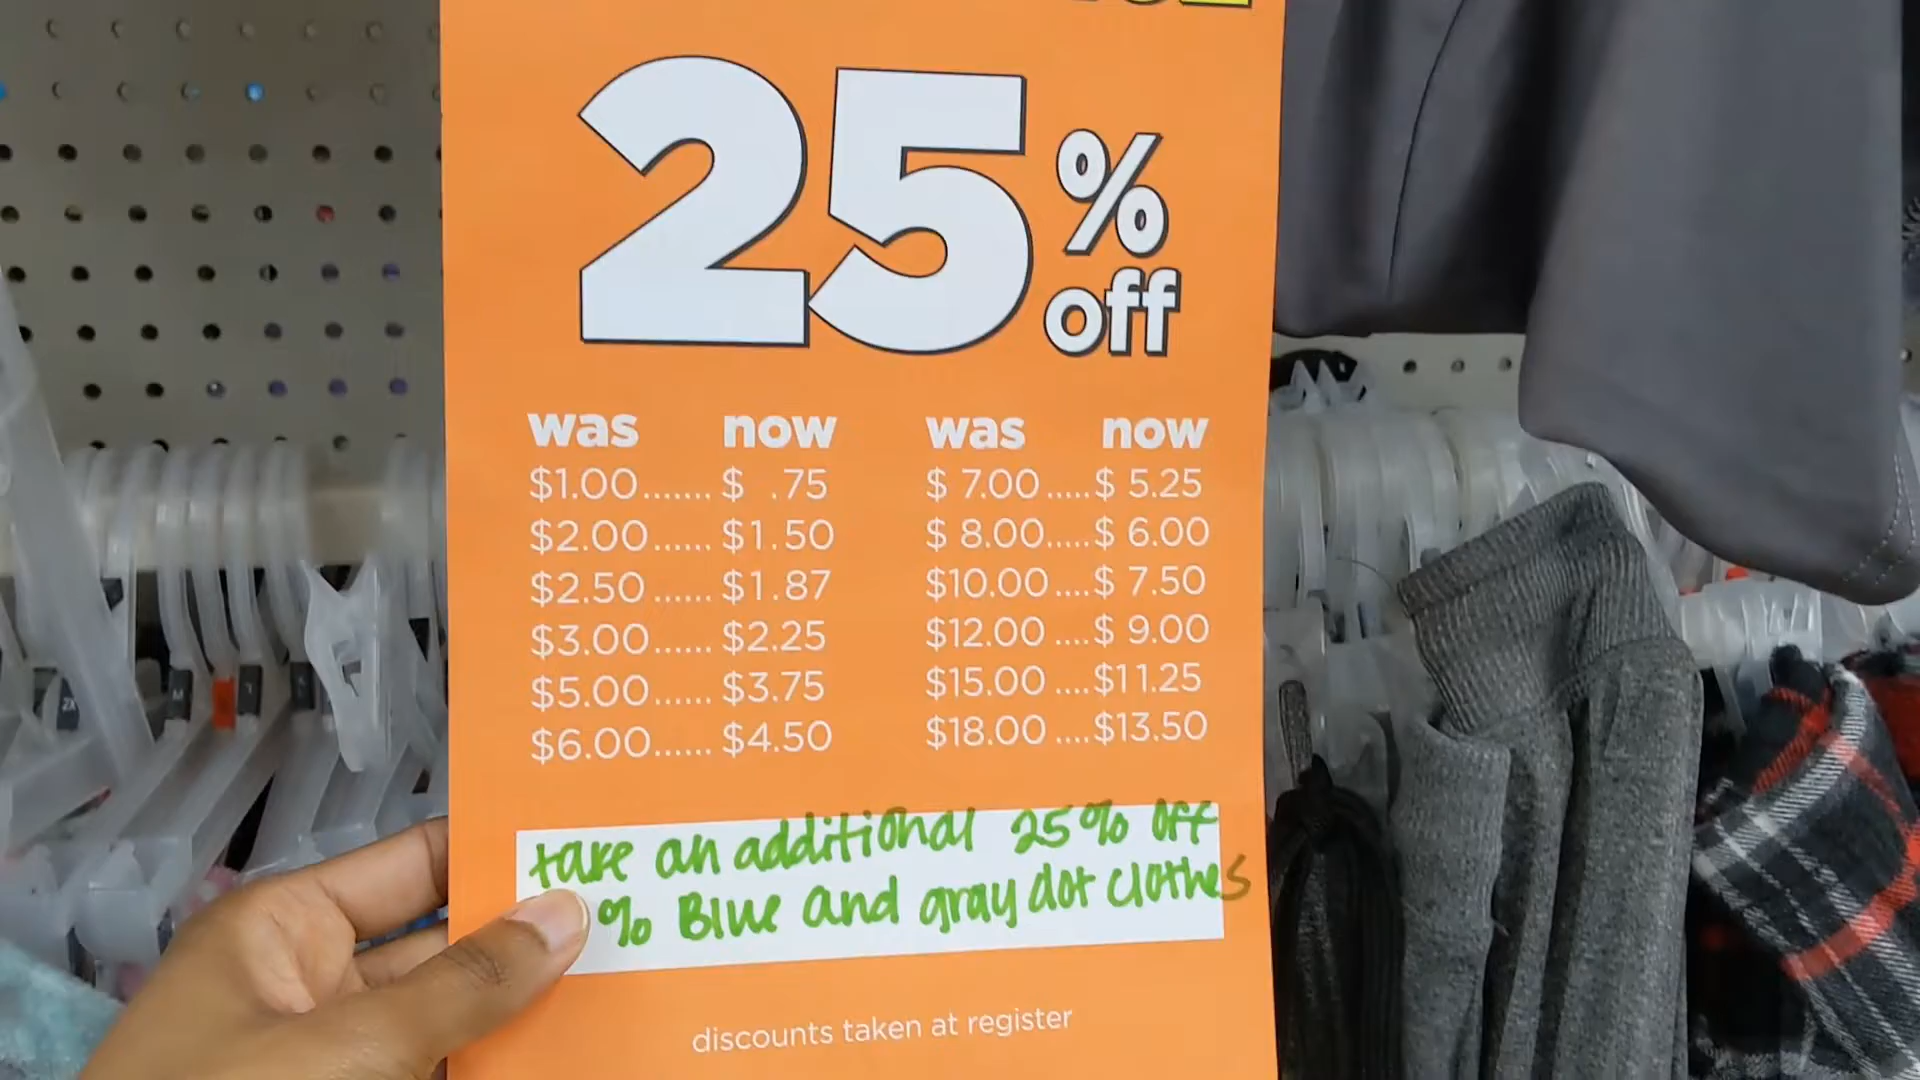 25
%
off
was now was now
$1.00....... $ .75 $ 7.00.....$ 5.25
$2.00...... $1.50 $ 8.00.....$ 6.00
$2.50...... $1.87 $10.00....$ 7.50
$3.00...... $2.25 $12.00....$ 9.00
$5.00...... $3.75 $15.00....$11.25
$6.00...... $4.50 $18.00....$13.50
take an additional 25% off
% Blue and gray dot clothes
discounts taken at register
2X
M
L